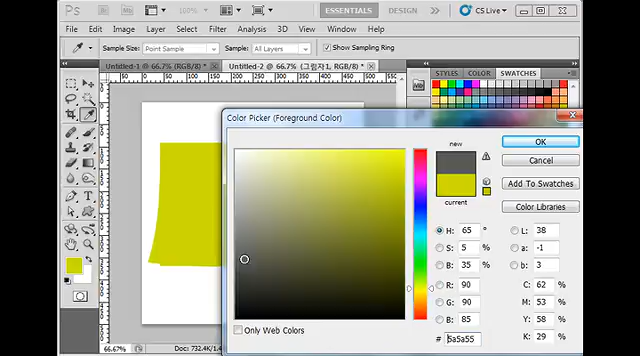 Ps 66.7 ESSENTIALS DESIGN >> CS Live
File Edit Image Layer Select Filter Analysis 3D View Window Help
Sample Size: Point Sample Sample: All Layers Show Sampling Ring
Untitled-1 @ 66.7% (RGB/8) * Untitled-2 @ 66.7% (그림자1, RGB/8) *
STYLES COLOR SWATCHES
Color Picker (Foreground Color)
new
current
OK
Cancel
Add To Swatches
Color Libraries
H: 65 °
S: 5 %
B: 35 %
R: 90
G: 90
B: 85
# 5a5a55
L: 38
a: -1
b: 3
C: 62 %
M: 53 %
Y: 58 %
K: 29 %
Only Web Colors
66.67% Doc: 732.4K/1.4